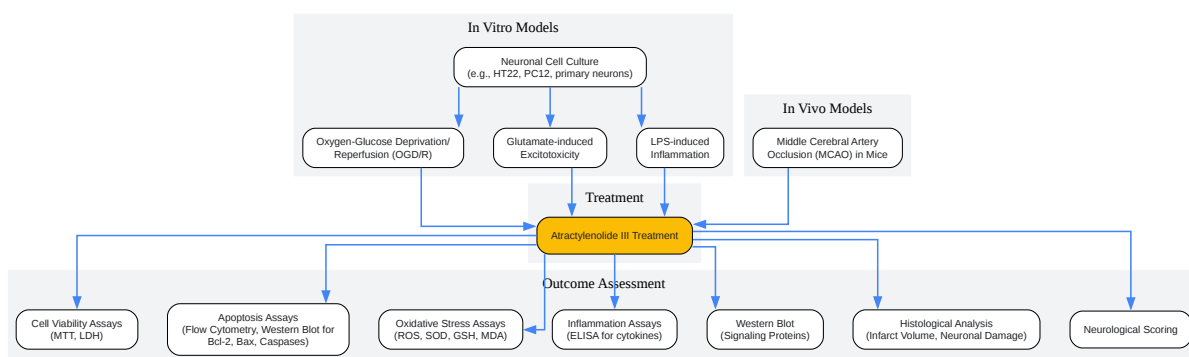 In Vitro Models
Neuronal Cell Culture
(e.g., HT22, PC12, primary neurons)
In Vivo Models
Oxygen-Glucose Deprivation/
Reperfusion (OGD/R)
Glutamate-induced
Excitotoxicity
LPS-induced
Inflammation
Middle Cerebral Artery
Occlusion (MCAO) in Mice
Treatment
Atractylenolide III Treatment
Outcome Assessment
Cell Viability Assays
(MTT, LDH)
Apoptosis Assays
(Flow Cytometry, Western Blot for
Bcl-2, Bax, Caspases)
Oxidative Stress Assays
(ROS, SOD, GSH, MDA)
Inflammation Assays
(ELISA for cytokines)
Western Blot
(Signaling Proteins)
Histological Analysis
(Infarct Volume, Neuronal Damage)
Neurological Scoring